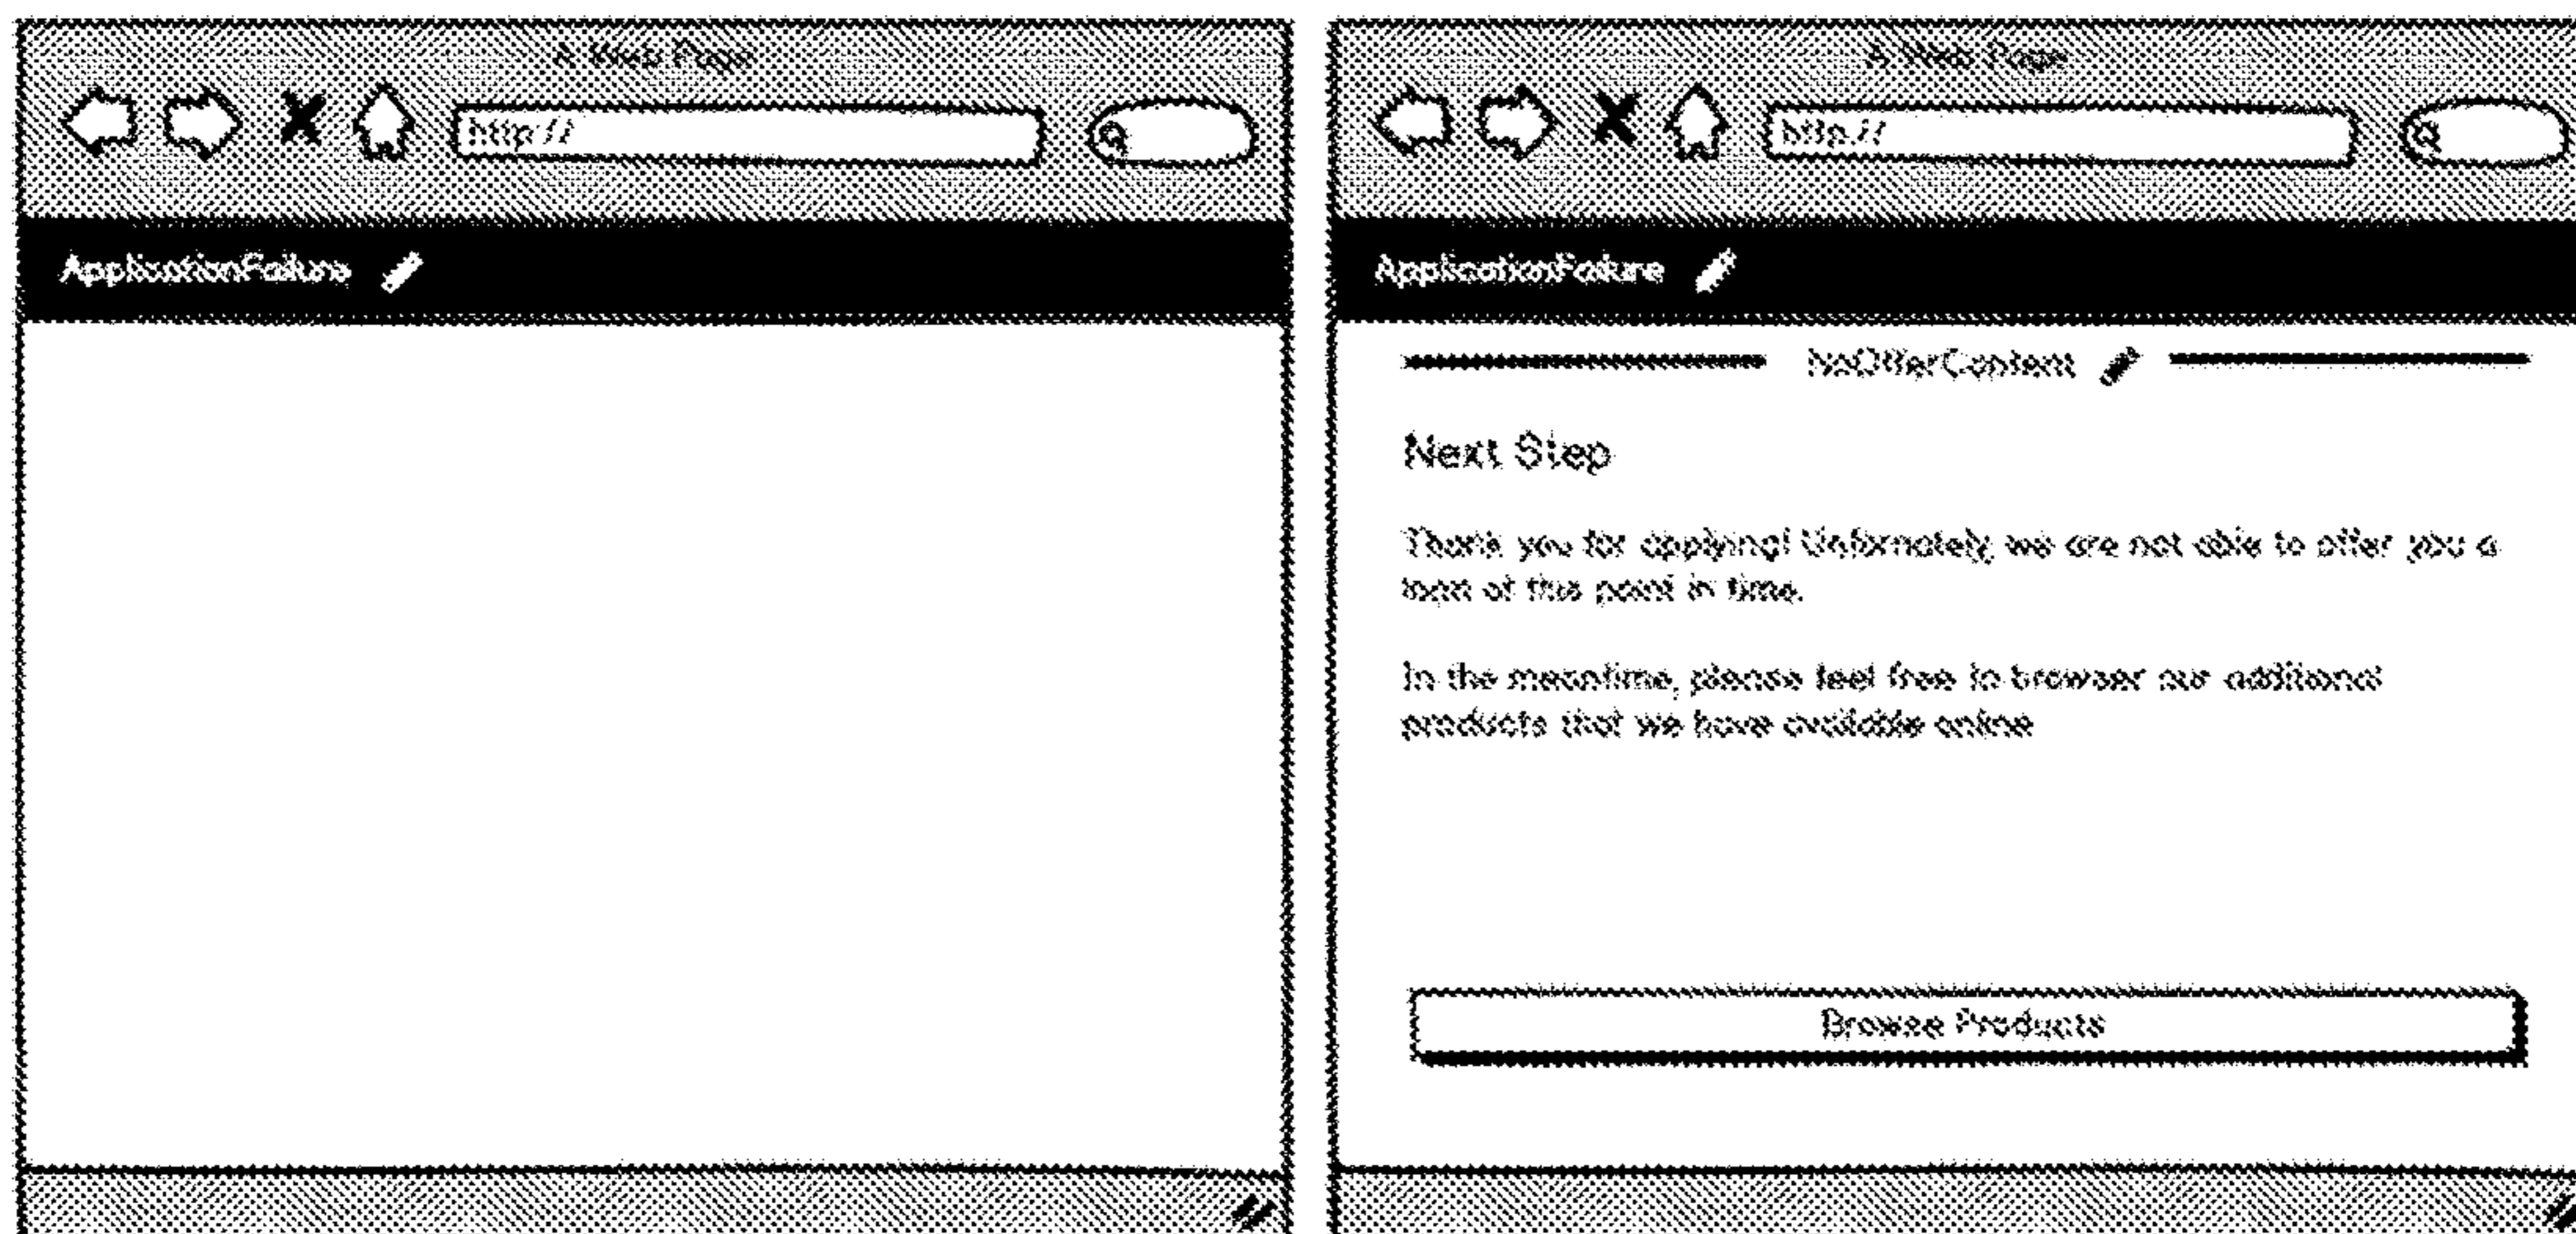 A Web Page
http://
ApplicationFailure
A Web Page
http://
ApplicationFailure
NoOfferContent
Next Step
Thank you for applying! Unfornately, we are not able to offer you a
loan at this point in time.
In the meantime, please feel free to browser our additional
products that we have available online
Browse Products